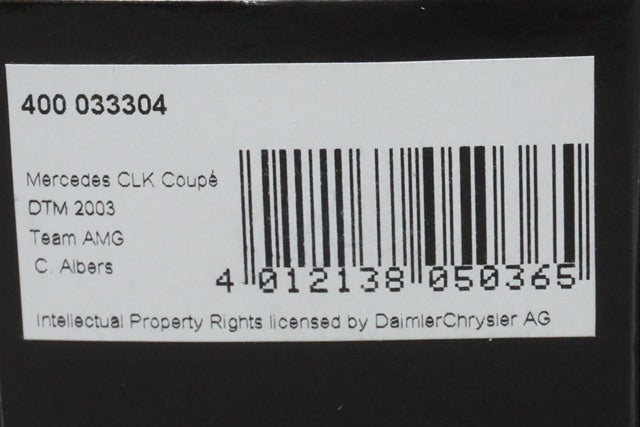 400 033304
Mercedes CLK Coupé
DTM 2003
Team AMG
C. Albers
4 012138 050365
Intellectual Property Rights licensed by DaimlerChrysler AG